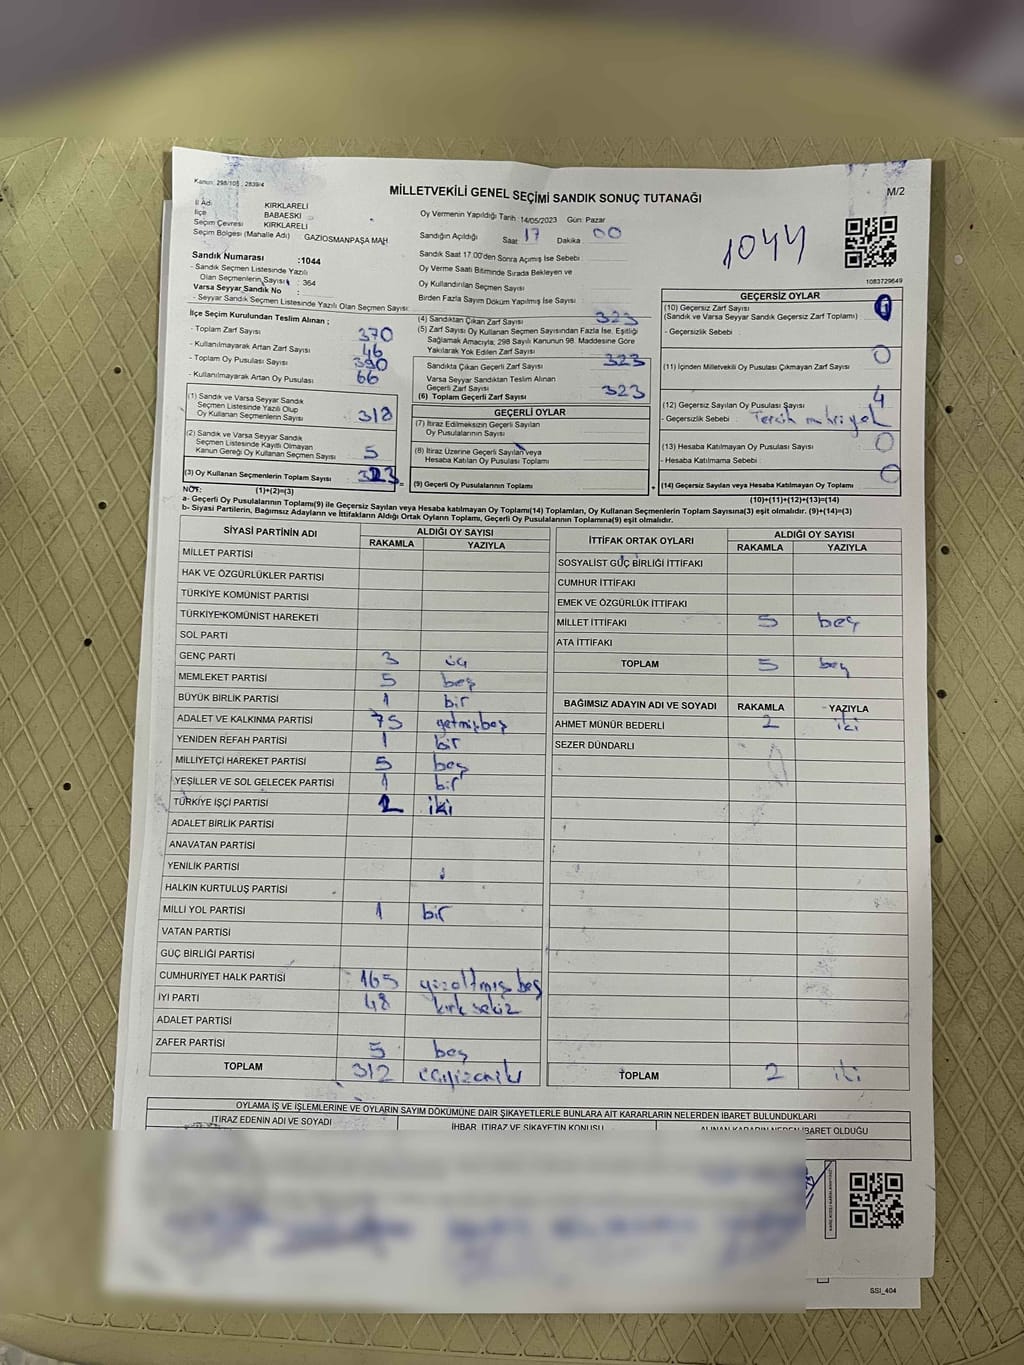 Kanun: 298/105 , 2839/4
MİLLETVEKİLİ GENEL SEÇİMİ SANDIK SONUÇ TUTANAĞI
M/2
İl Adı KIRKLARELİ
İlçe BABAESKİ
Seçim Çevresi KIRKLARELİ
Seçim Bölgesi (Mahalle Adı) GAZİOSMANPAŞA MAH
Oy Vermenin Yapıldığı Tarih 14/05/2023 Gün: Pazar
Sandığın Açıldığı Saat 17 Dakika 00
1044
1083729649
Sandık Numarası :1044
- Sandık Seçmen Listesinde Yazılı
Olan Seçmenlerin Sayısı : 364
Varsa Seyyar Sandık No :
- Seyyar Sandık Seçmen Listesinde Yazılı Olan Seçmen Sayısı
Sandık Saat 17.00'den Sonra Açımış İse Sebebi
Oy Verme Saati Bitiminde Sırada Bekleyen ve
Oy Kullandırılan Seçmen Sayısı
Birden Fazla Sayım Döküm Yapılmış İse Sayısı
İlçe Seçim Kurulundan Teslim Alınan ;
- Toplam Zarf Sayısı 370
- Kullanılmayarak Artan Zarf Sayısı 46
- Toplam Oy Pusulası Sayısı 390
- Kullanılmayarak Artan Oy Pusulası 66
(1) Sandık ve Varsa Seyyar Sandık
Seçmen Listesinde Yazılı Olup
Oy Kullanan Seçmenlerin Sayısı 318
(2) Sandık ve Varsa Seyyar Sandık
Seçmen Listesinde Kayıtlı Olmayan
Kanun Gereği Oy Kullanan Seçmen Sayısı 5
(3) Oy Kullanan Seçmenlerin Toplam Sayısı 323
(1)+(2)=(3)
(4) Sandıktan Çıkan Zarf Sayısı 323
(5) Zarf Sayısı Oy Kullanan Seçmen Sayısından Fazla İse, Eşitliği
Sağlamak Amacıyla; 298 Sayılı Kanunun 98. Maddesine Göre
Yakılarak Yok Edilen Zarf Sayısı
Sandıkta Çıkan Geçerli Zarf Sayısı 323
Varsa Seyyar Sandıktan Teslim Alınan
Geçerli Zarf Sayısı
(6) Toplam Geçerli Zarf Sayısı 323
GEÇERLİ OYLAR
(7) İtiraz Edilmeksizin Geçerli Sayılan
Oy Pusulalarının Sayısı
(8) İtiraz Üzerine Geçerli Sayılan veya
Hesaba Katılan Oy Pusulası Toplamı
= (9) Geçerli Oy Pusulalarının Toplamı +
GEÇERSİZ OYLAR
(10) Geçersiz Zarf Sayısı
(Sandık ve Varsa Seyyar Sandık Geçersiz Zarf Toplamı)
- Geçersizlik Sebebi
(11) İçinden Milletvekili Oy Pusulası Çıkmayan Zarf Sayısı 0
(12) Geçersiz Sayılan Oy Pusulası Sayısı 4
- Geçersizlik Sebebi : Tercih
(13) Hesaba Katılmayan Oy Pusulası Sayısı 0
- Hesaba Katılmama Sebebi :
(14) Geçersiz Sayılan veya Hesaba Katılmayan Oy Toplamı 0
(10)+(11)+(12)+(13)=(14)
NOT:
a- Geçerli Oy Pusulalarının Toplamı(9) ile Geçersiz Sayılan veya Hesaba katılmayan Oy Toplamı(14) Toplamları, Oy Kullanan Seçmenlerin Toplam Sayısına(3) eşit olmalıdır. (9)+(14)=(3)
b- Siyasi Partilerin, Bağımsız Adayların ve İttifakların Aldığı Ortak Oyların Toplamı, Geçerli Oy Pusulalarının Toplamına(9) eşit olmalıdır.
SİYASİ PARTİNİN ADI ALDIĞI OY SAYISI
RAKAMLA YAZIYLA
MİLLET PARTİSİ
HAK VE ÖZGÜRLÜKLER PARTİSİ
TÜRKİYE KOMÜNİST PARTİSİ
TÜRKİYE KOMÜNİST HAREKETİ
SOL PARTİ
GENÇ PARTİ 3 üç
MEMLEKET PARTİSİ 5 beş
BÜYÜK BİRLİK PARTİSİ 1 bir
ADALET VE KALKINMA PARTİSİ 75 yetmişbeş
YENİDEN REFAH PARTİSİ 1 bir
MİLLİYETÇİ HAREKET PARTİSİ 5 beş
YEŞİLLER VE SOL GELECEK PARTİSİ 1 bir
TÜRKİYE İŞÇİ PARTİSİ 2 iki
ADALET BİRLİK PARTİSİ
ANAVATAN PARTİSİ
YENİLİK PARTİSİ
HALKIN KURTULUŞ PARTİSİ
MİLLİ YOL PARTİSİ 1 bir
VATAN PARTİSİ
GÜÇ BİRLİĞİ PARTİSİ
CUMHURİYET HALK PARTİSİ 165 yüzaltmış beş
İYİ PARTİ 48 kırk sekiz
ADALET PARTİSİ
ZAFER PARTİSİ 5 beş
TOPLAM 312
İTTİFAK ORTAK OYLARI ALDIĞI OY SAYISI
RAKAMLA YAZIYLA
SOSYALİST GÜÇ BİRLİĞİ İTTİFAKI
CUMHUR İTTİFAKI
EMEK VE ÖZGÜRLÜK İTTİFAKI
MİLLET İTTİFAKI 5 beş
ATA İTTİFAKI
TOPLAM 5 beş
BAĞIMSIZ ADAYIN ADI VE SOYADI RAKAMLA YAZIYLA
AHMET MÜNÜR BEDERLİ 2 iki
SEZER DÜNDARLI
TOPLAM 2 iki
OYLAMA İŞ VE İŞLEMLERİNE VE OYLARIN SAYIM DÖKÜMÜNE DAİR ŞİKAYETLERLE BUNLARA AİT KARARLARIN NELERDEN İBARET BULUNDUKLARI
İTİRAZ EDENİN ADI VE SOYADI İHBAR, İTİRAZ VE ŞİKAYETİN KONUSU ALINAN KARARIN NEDEN İBARET OLDUĞU
SSI_404